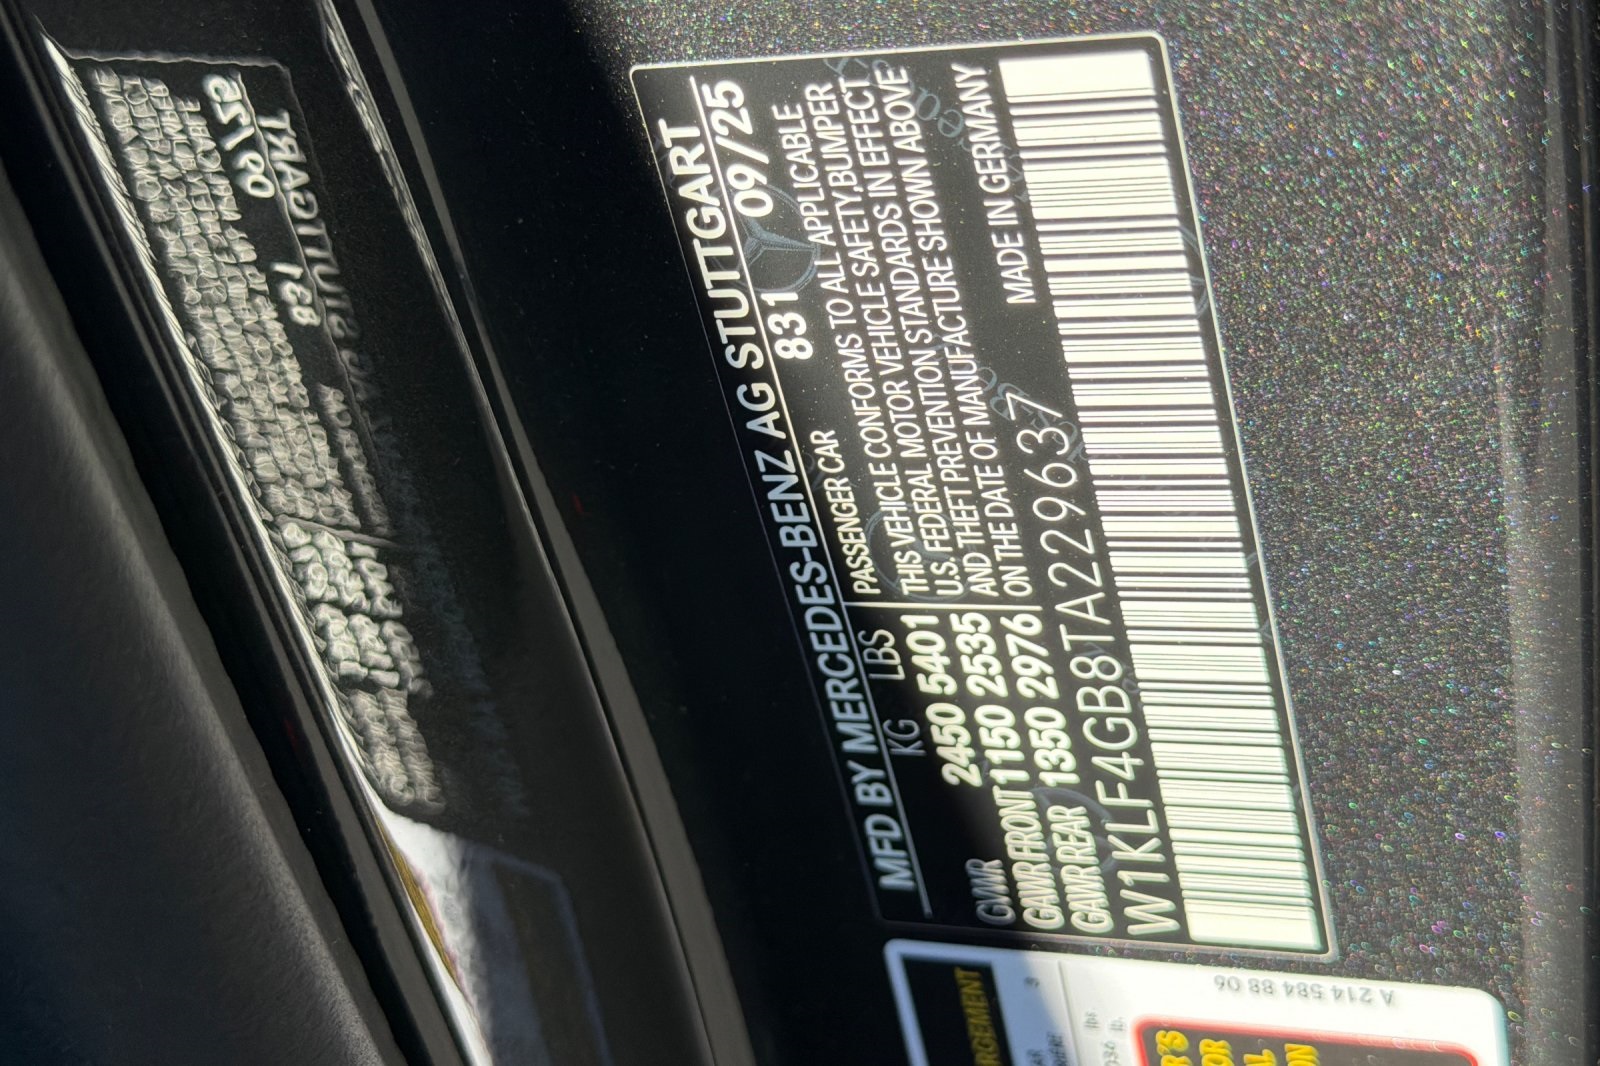 MFD BY MERCEDES-BENZ AG STUTTGART
KG LBS
GVWR 2450 5401
GAWR FRONT 1150 2535
GAWR REAR 1350 2976
PASSENGER CAR 831 09/25
THIS VEHICLE CONFORMS TO ALL APPLICABLE
U.S. FEDERAL MOTOR VEHICLE SAFETY,BUMPER
AND THEFT PREVENTION STANDARDS IN EFFECT
ON THE DATE OF MANUFACTURE SHOWN ABOVE
MADE IN GERMANY
W1KLF4GB8TA229637
A 214 584 88 06